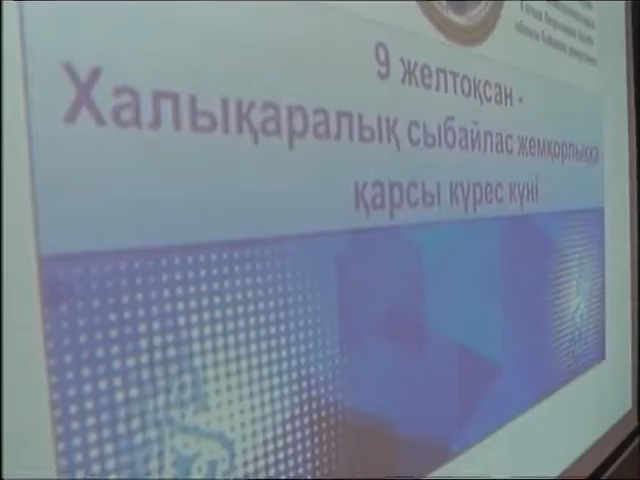 9 желтоқсан -
Халықаралық сыбайлас жемқорлыққа
қарсы күрес күні